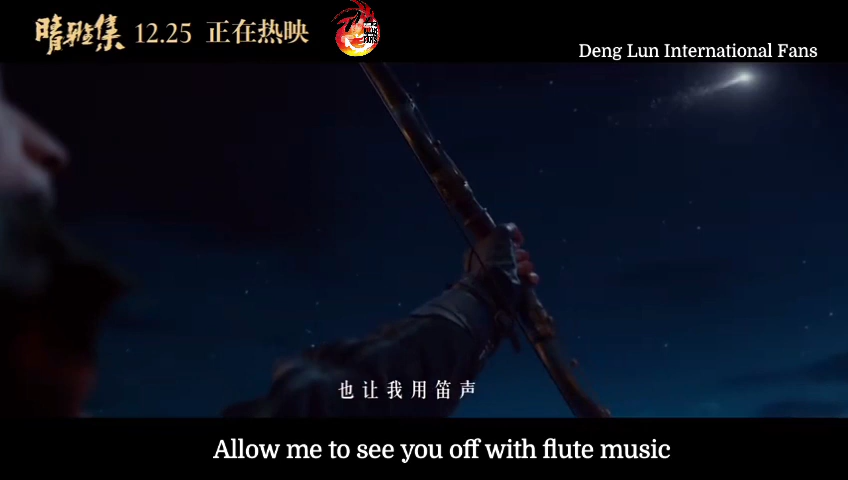 晴雅集 12.25 正在热映
Deng Lun International Fans
也让我用笛声
Allow me to see you off with flute music